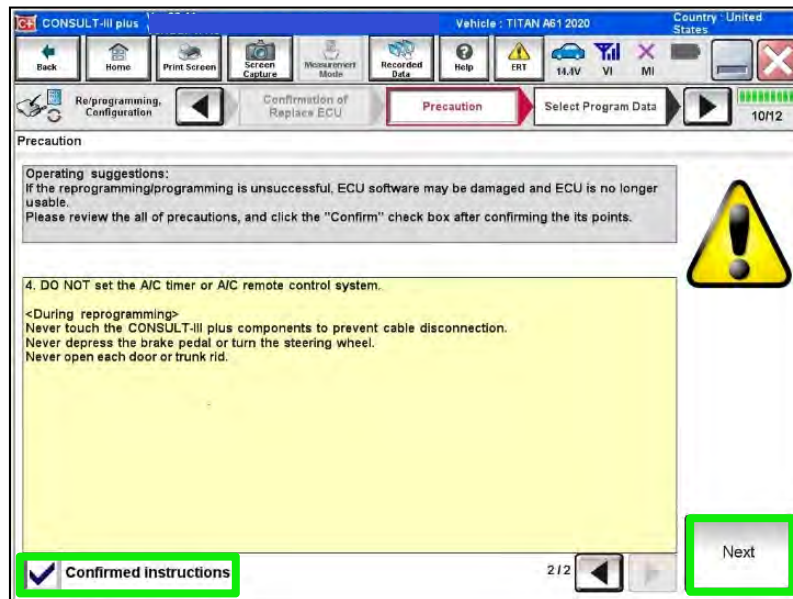 C+ CONSULT-III plus
Vehicle : TITAN A61 2020
Country : United States
Back
Home
Print Screen
Screen Capture
Measurement Mode
Recorded Data
Help
ERT
14.4V
VI
MI
Re/programming, Configuration
Confirmation of Replace ECU
Precaution
Select Program Data
10/12
Precaution
Operating suggestions:
If the reprogramming/programming is unsuccessful, ECU software may be damaged and ECU is no longer
usable.
Please review the all of precautions, and click the "Confirm" check box after confirming the its points.
4. DO NOT set the A/C timer or A/C remote control system.
<During reprogramming>
Never touch the CONSULT-III plus components to prevent cable disconnection.
Never depress the brake pedal or turn the steering wheel.
Never open each door or trunk rid.
Confirmed instructions
2/2
Next